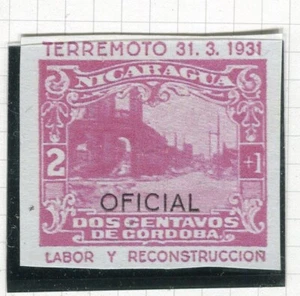 TERREMOTO 31. 3. 1931
NICARAGUA
2 +1
OFICIAL
DOS CENTAVOS
DE CORDOBA.
LABOR Y RECONSTRUCCION